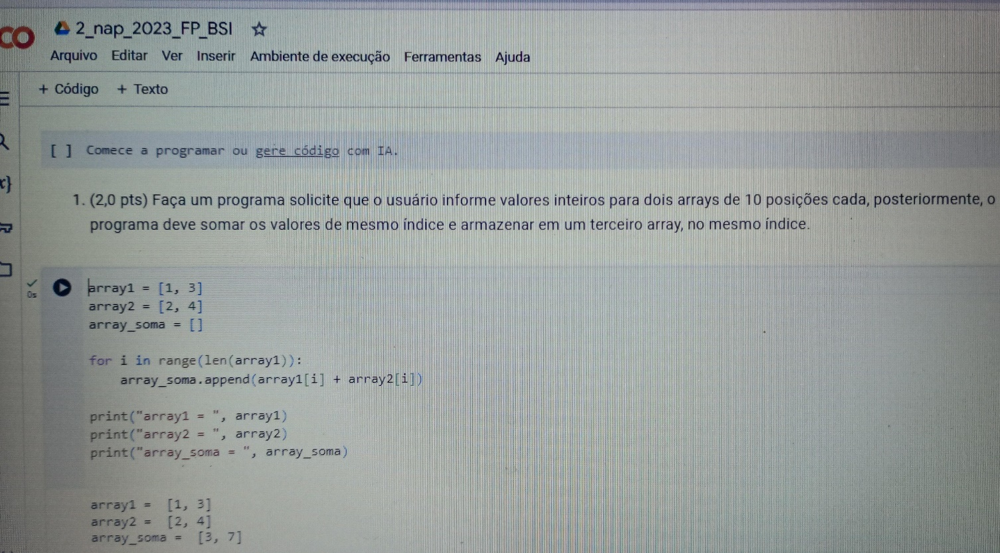 CO
2_nap_2023_FP_BSI
Arquivo Editar Ver Inserir Ambiente de execução Ferramentas Ajuda
+ Código + Texto
[ ] Comece a programar ou gere código com IA.
1. (2,0 pts) Faça um programa solicite que o usuário informe valores inteiros para dois arrays de 10 posições cada, posteriormente, o
programa deve somar os valores de mesmo índice e armazenar em um terceiro array, no mesmo índice.
0s
array1 = [1, 3]
array2 = [2, 4]
array_soma = []
for i in range(len(array1)):
array_soma.append(array1[i] + array2[i])
print("array1 = ", array1)
print("array2 = ", array2)
print("array_soma = ", array_soma)
array1 =  [1, 3]
array2 =  [2, 4]
array_soma =  [3, 7]